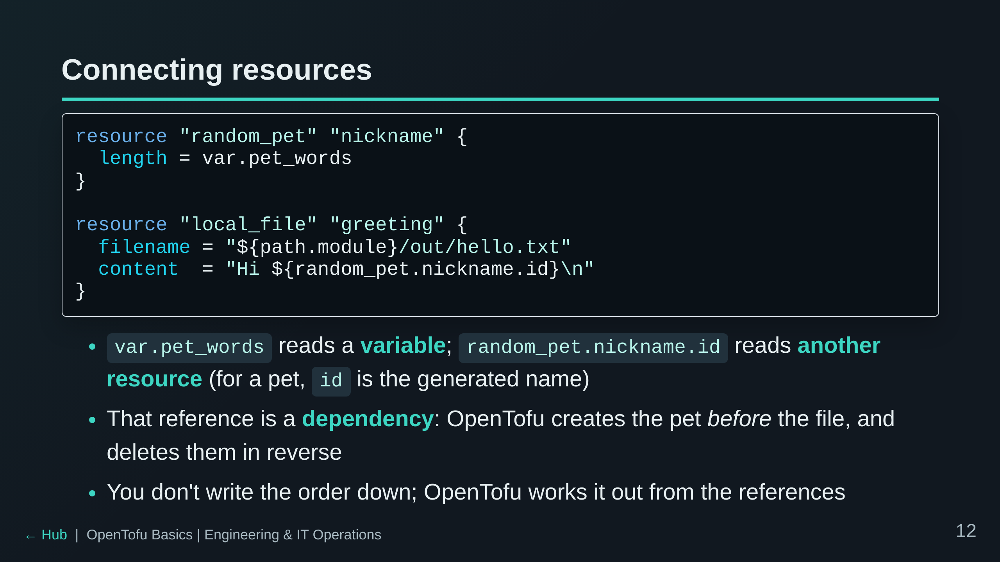 Connecting resources
resource "random_pet" "nickname" {
  length = var.pet_words
}
resource "local_file" "greeting" {
  filename = "${path.module}/out/hello.txt"
  content  = "Hi ${random_pet.nickname.id}\n"
}
• var.pet_words reads a variable; random_pet.nickname.id reads another
resource (for a pet, id is the generated name)
• That reference is a dependency: OpenTofu creates the pet before the file, and
deletes them in reverse
• You don't write the order down; OpenTofu works it out from the references
← Hub | OpenTofu Basics | Engineering & IT Operations
12